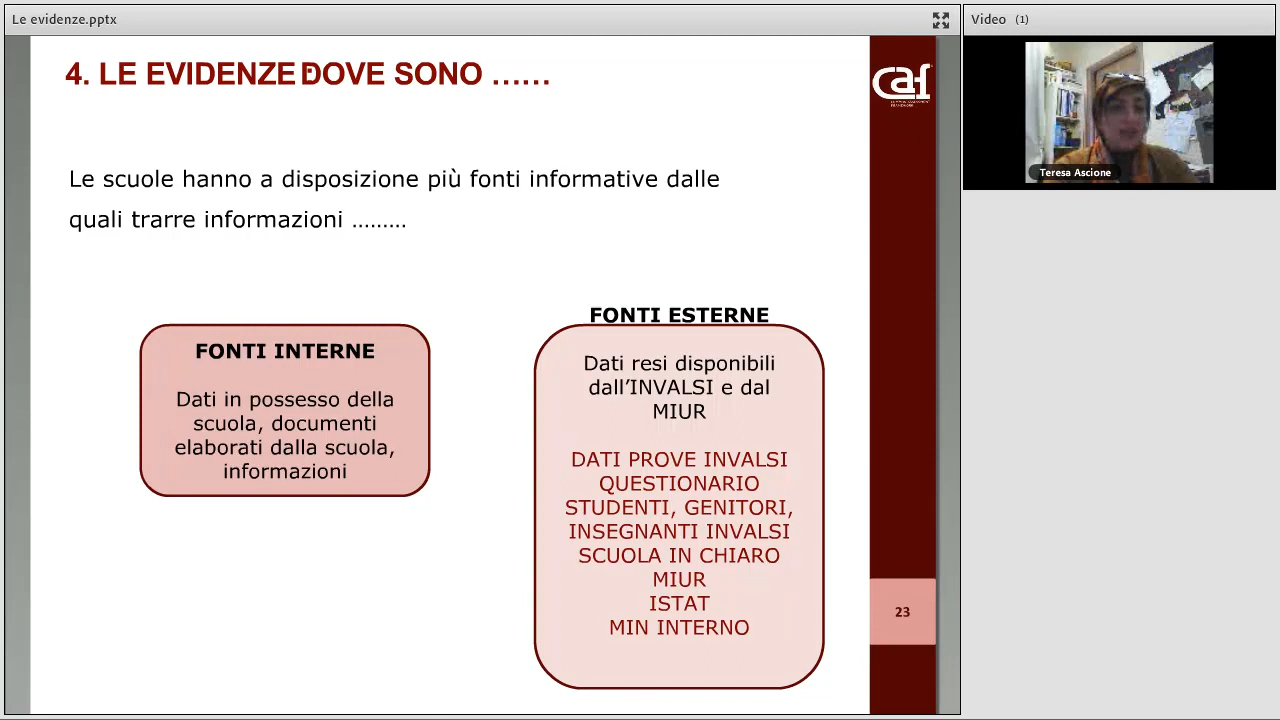 Le evidenze.pptx
Video (1)
4. LE EVIDENZE DOVE SONO ......
caf
COMMON ASSESSMENT
FRAMEWORK
Teresa Ascione
Le scuole hanno a disposizione più fonti informative dalle
quali trarre informazioni .........
FONTI INTERNE
Dati in possesso della
scuola, documenti
elaborati dalla scuola,
informazioni
FONTI ESTERNE
Dati resi disponibili
dall’INVALSI e dal
MIUR
DATI PROVE INVALSI
QUESTIONARIO
STUDENTI, GENITORI,
INSEGNANTI INVALSI
SCUOLA IN CHIARO
MIUR
ISTAT
MIN INTERNO
23